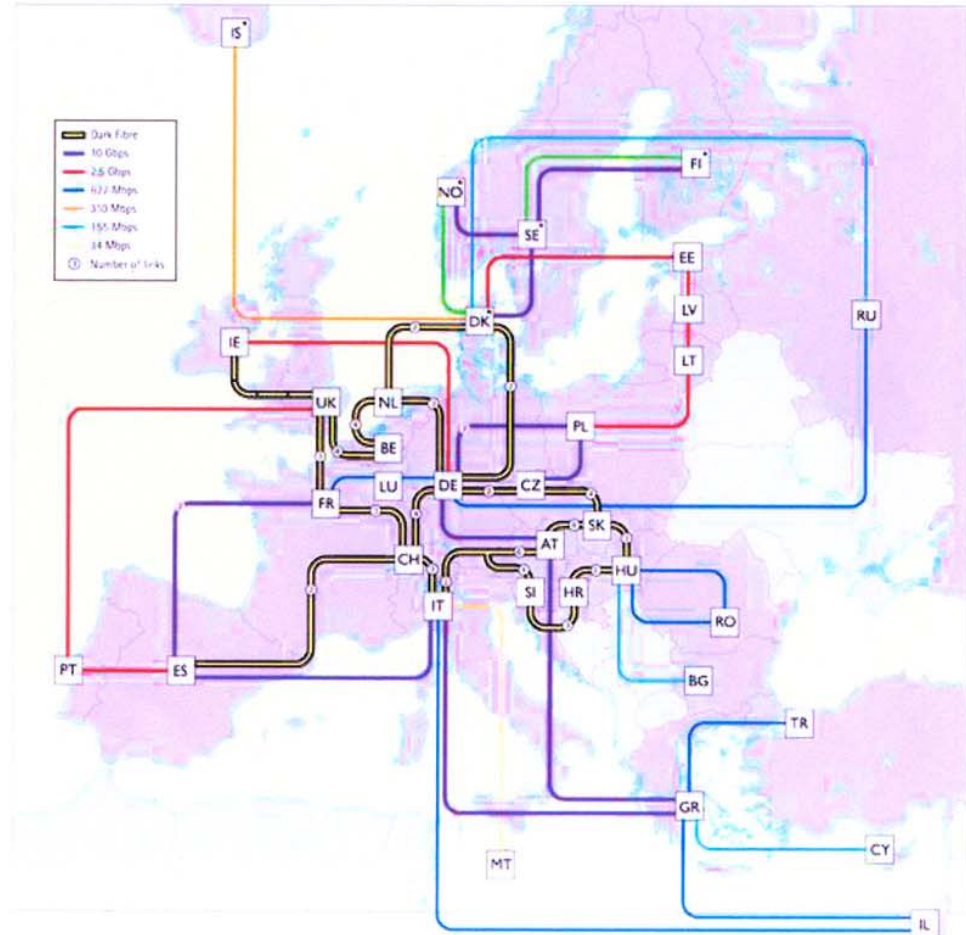 IS*
Dark Fibre
10 Gbps
2.5 Gbps
622 Mbps
310 Mbps
155 Mbps
34 Mbps
Number of links
FI*
NO*
SE*
EE
LV
RU
DK*
IE
LT
UK
NL
PL
BE
LU
DE
CZ
FR
SK
AT
CH
HU
SI
HR
IT
RO
PT
ES
BG
TR
GR
CY
MT
IL